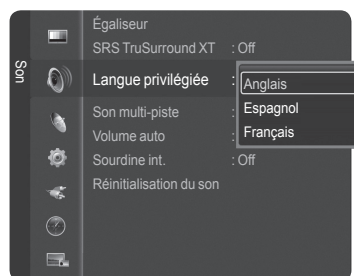 Son
Égaliseur
SRS TruSurround XT : Off
Langue privilégiée : Anglais
Espagnol
Français
Son multi-piste :
Volume auto :
Sourdine int. : Off
Réinitialisation du son